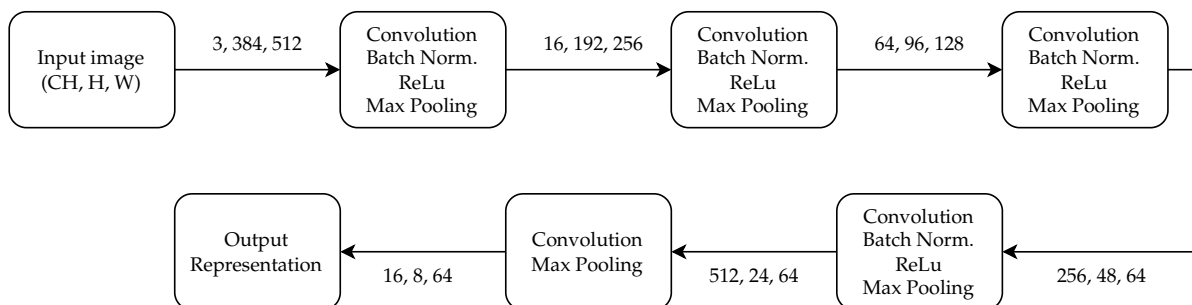 Input image
(CH, H, W)
3, 384, 512
Convolution
Batch Norm.
ReLu
Max Pooling
16, 192, 256
Convolution
Batch Norm.
ReLu
Max Pooling
64, 96, 128
Convolution
Batch Norm.
ReLu
Max Pooling
256, 48, 64
Convolution
Batch Norm.
ReLu
Max Pooling
512, 24, 64
Convolution
Max Pooling
16, 8, 64
Output
Representation